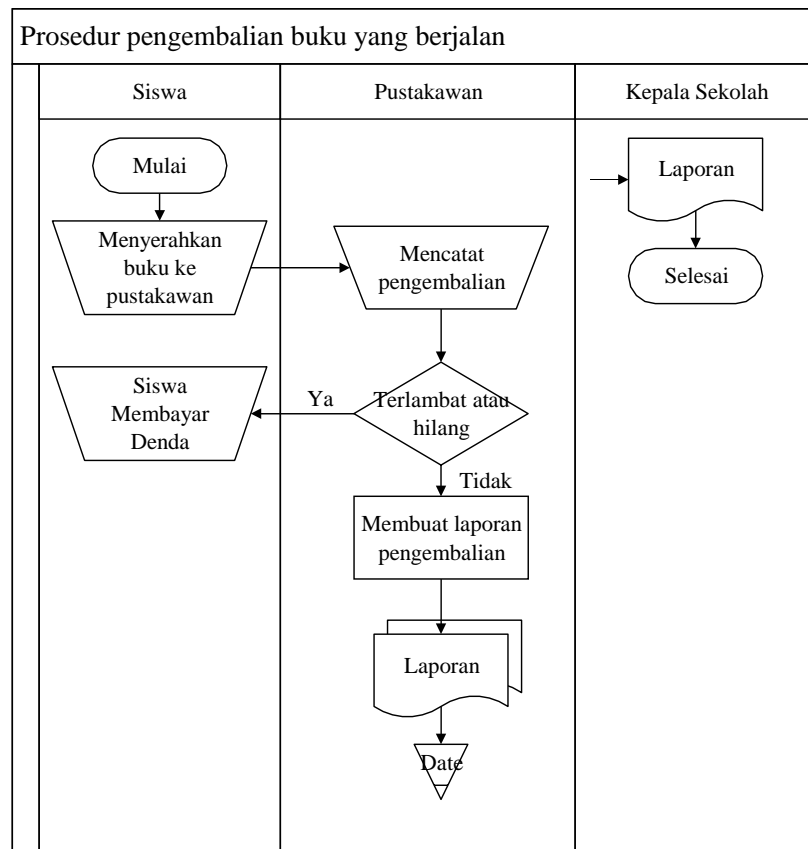 Prosedur pengembalian buku yang berjalan
Siswa
Pustakawan
Kepala Sekolah
Mulai
Menyerahkan
buku ke
pustakawan
Mencatat
pengembalian
Laporan
Selesai
Siswa
Membayar
Denda
Ya
Terlambat atau
hilang
Tidak
Membuat laporan
pengembalian
Laporan
Date